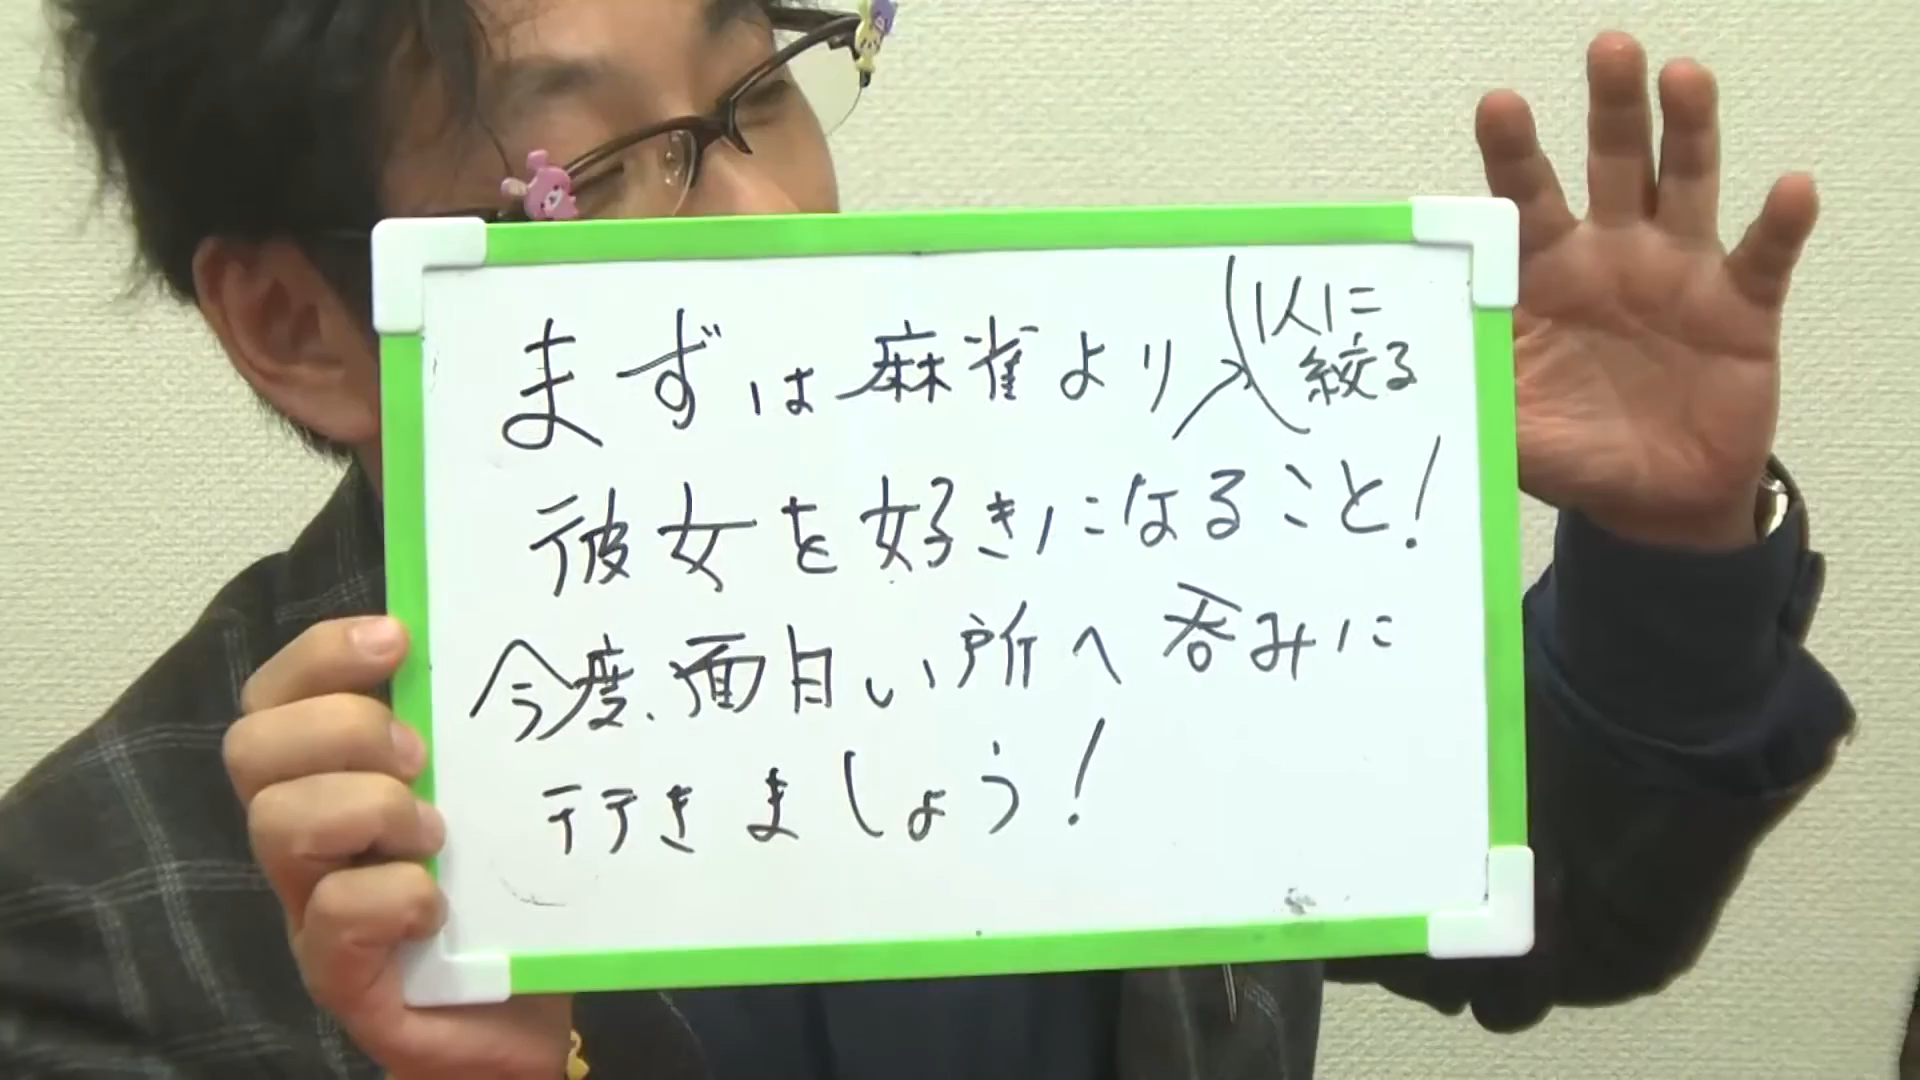 まずは麻雀より
1人に
絞る
彼女を好きになること!
今度、面白い所へ呑みに
行きましょう!